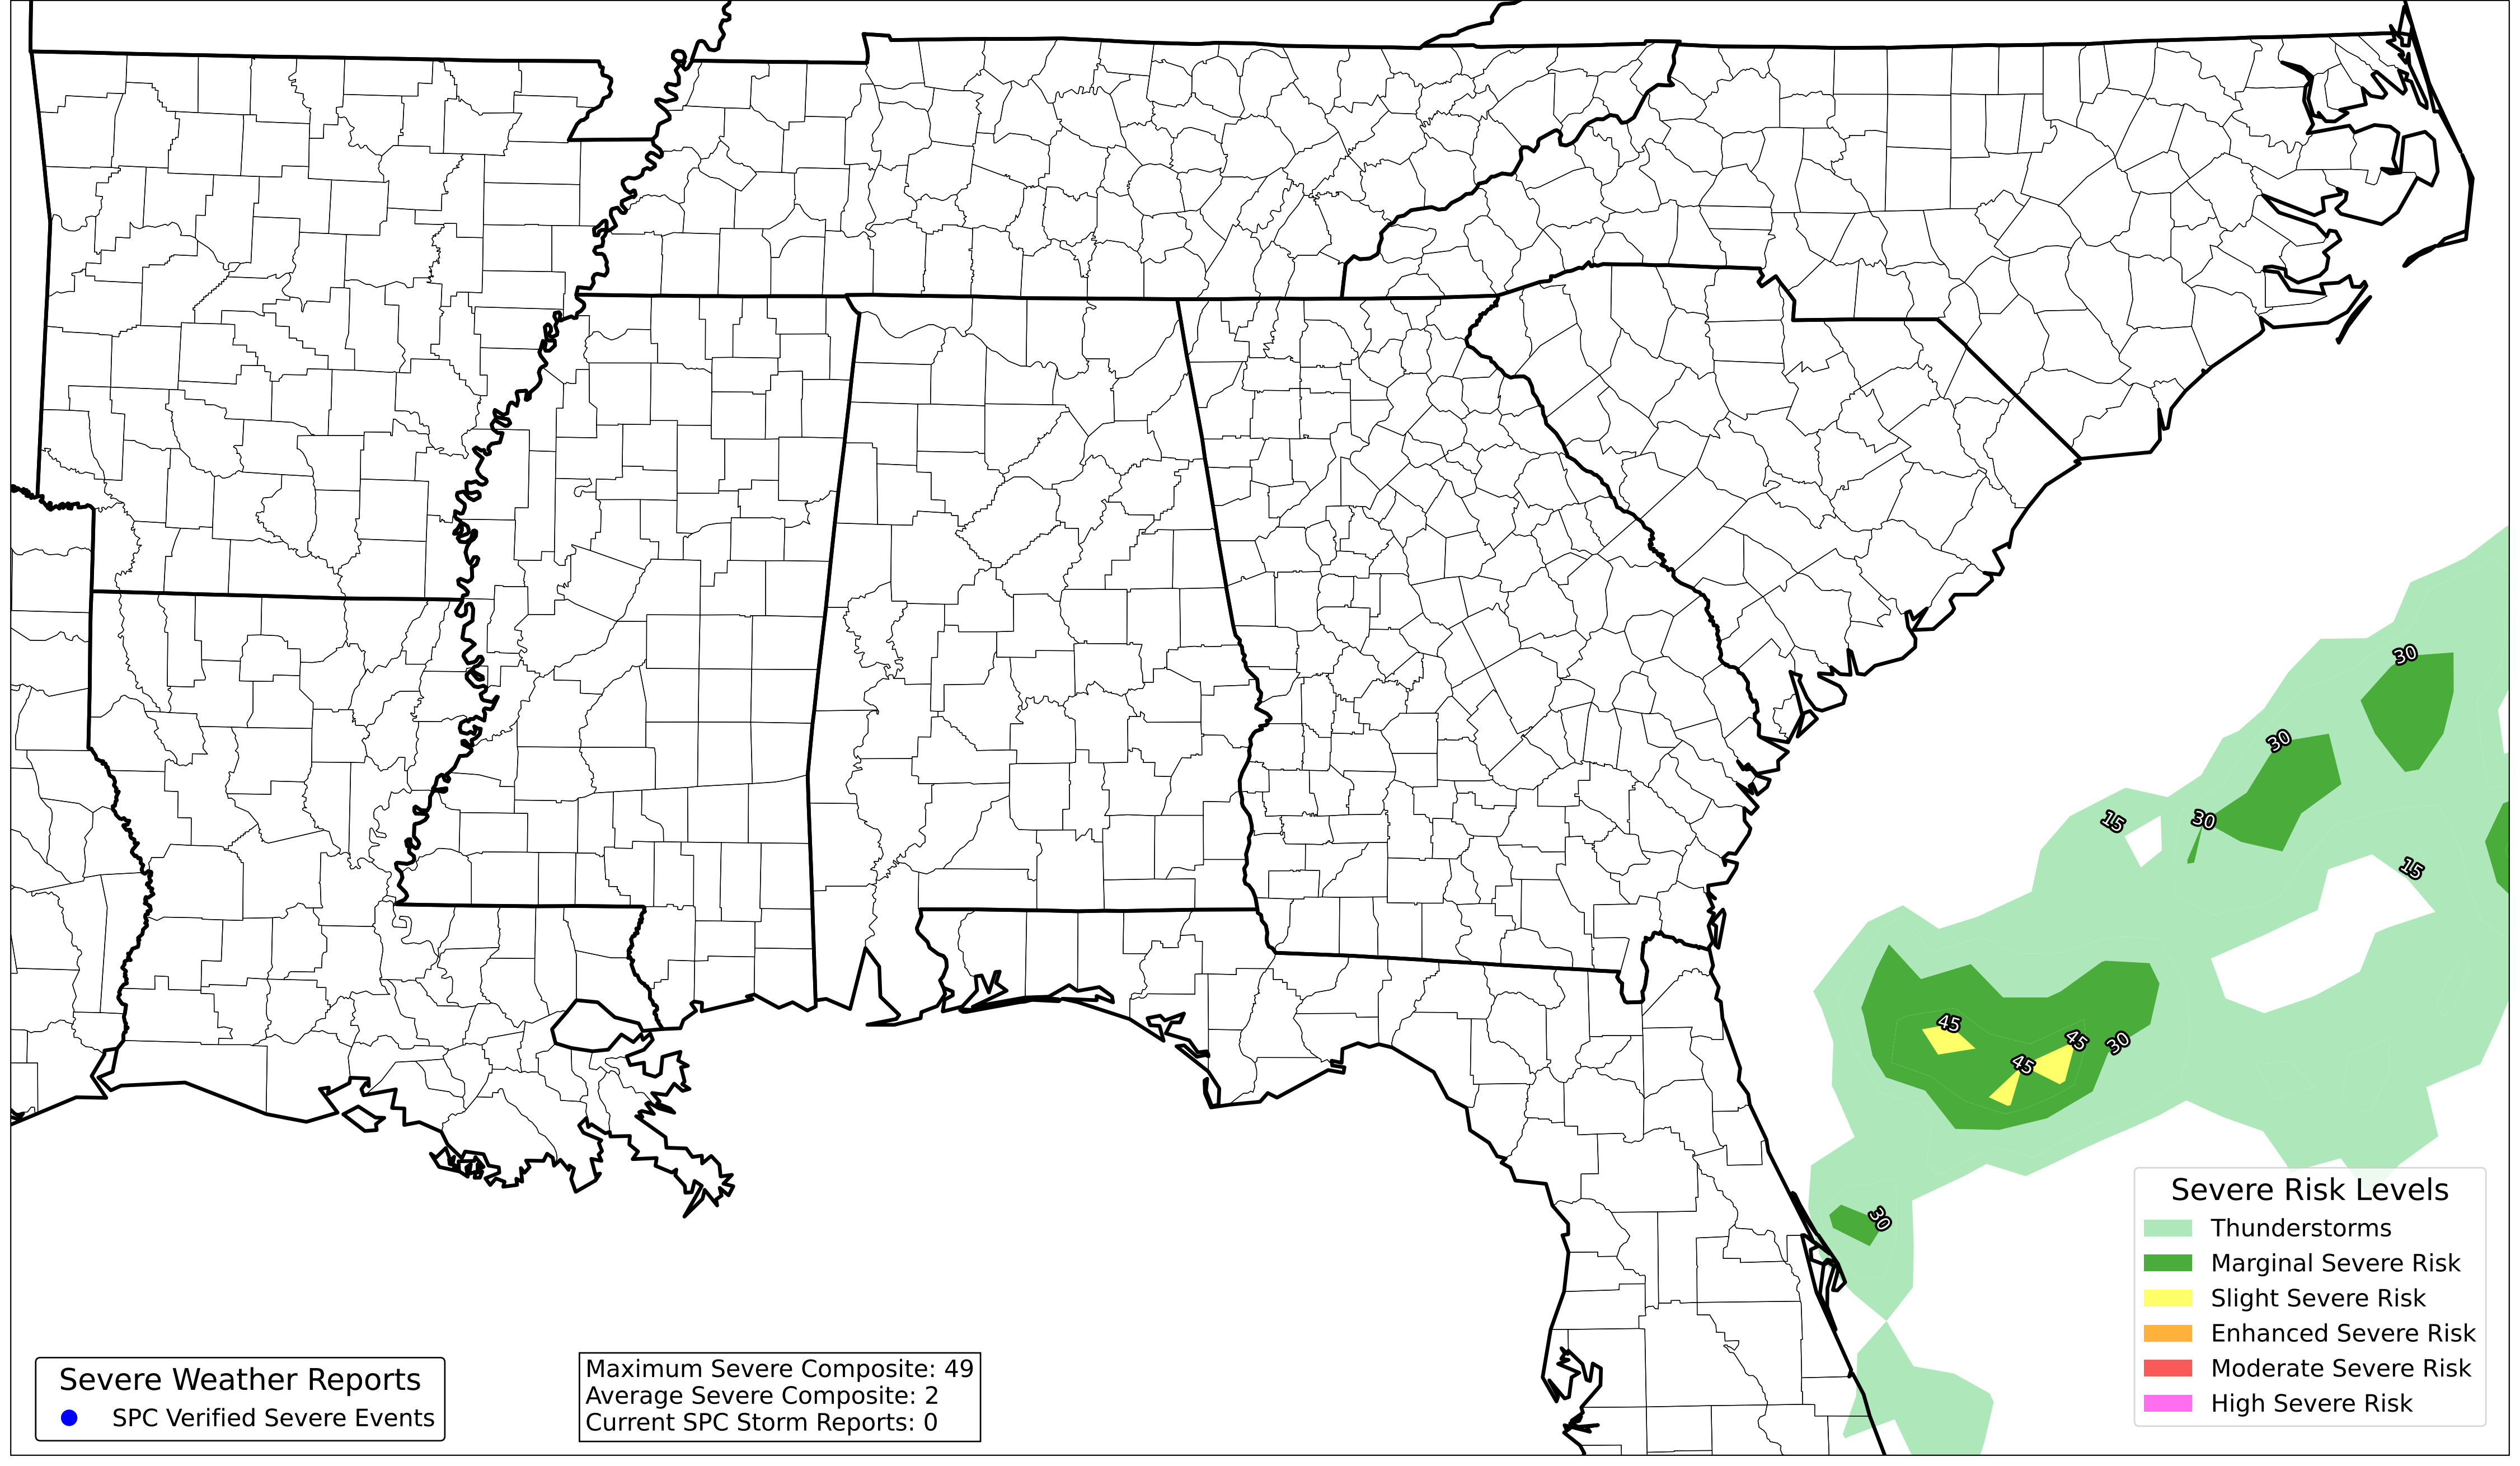 30
30
30
15
15
45
45
30
45
30
Severe Risk Levels
Thunderstorms
Marginal Severe Risk
Slight Severe Risk
Enhanced Severe Risk
Moderate Severe Risk
High Severe Risk
Severe Weather Reports
SPC Verified Severe Events
Maximum Severe Composite: 49
Average Severe Composite: 2
Current SPC Storm Reports: 0